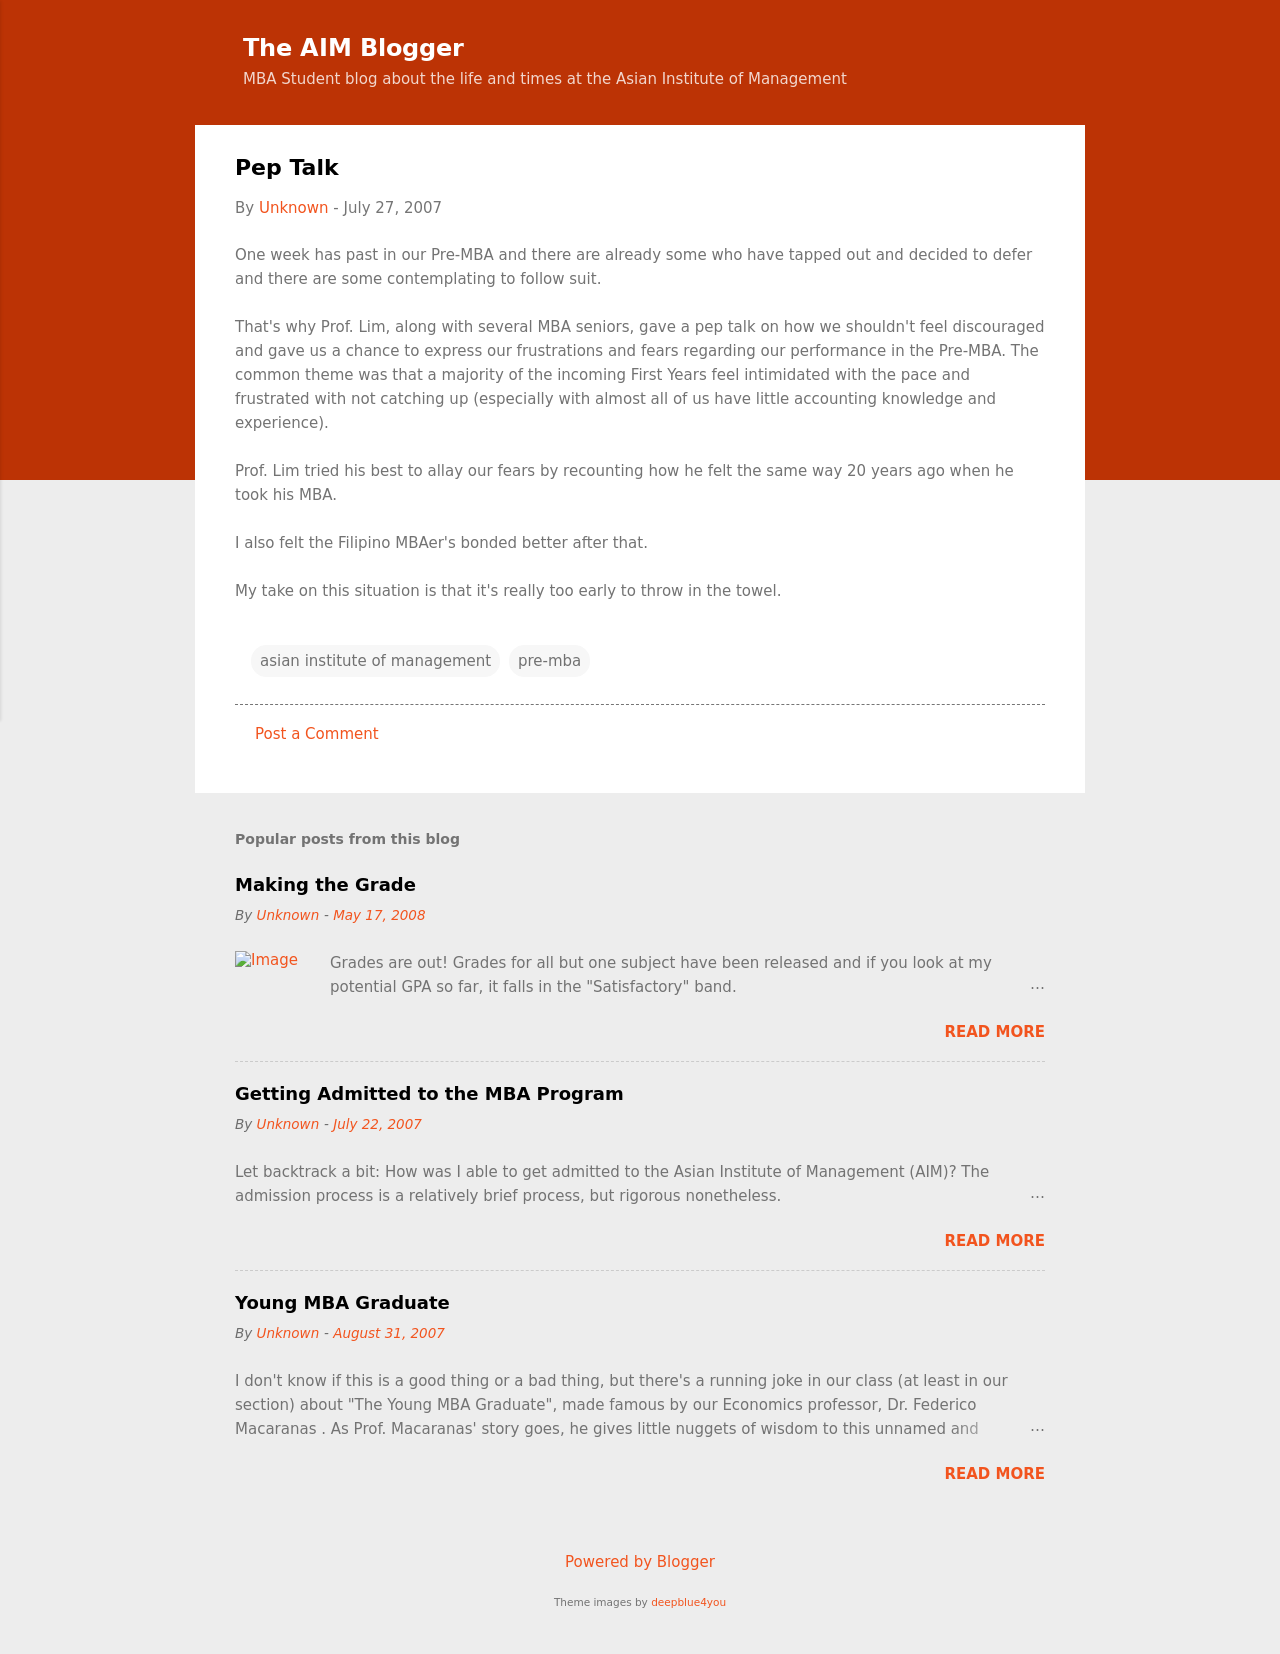 The AIM Blogger
MBA Student blog about the life and times at the Asian Institute of Management
Pep Talk
By Unknown - July 27, 2007
One week has past in our Pre-MBA and there are already some who have tapped out and decided to defer
and there are some contemplating to follow suit.
That's why Prof. Lim, along with several MBA seniors, gave a pep talk on how we shouldn't feel discouraged
and gave us a chance to express our frustrations and fears regarding our performance in the Pre-MBA. The
common theme was that a majority of the incoming First Years feel intimidated with the pace and
frustrated with not catching up (especially with almost all of us have little accounting knowledge and
experience).
Prof. Lim tried his best to allay our fears by recounting how he felt the same way 20 years ago when he
took his MBA.
I also felt the Filipino MBAer's bonded better after that.
My take on this situation is that it's really too early to throw in the towel.
asian institute of management pre-mba
Post a Comment
Popular posts from this blog
Making the Grade
By Unknown - May 17, 2008
Image
Grades are out! Grades for all but one subject have been released and if you look at my
potential GPA so far, it falls in the "Satisfactory" band. ...
READ MORE
Getting Admitted to the MBA Program
By Unknown - July 22, 2007
Let backtrack a bit: How was I able to get admitted to the Asian Institute of Management (AIM)? The
admission process is a relatively brief process, but rigorous nonetheless. ...
READ MORE
Young MBA Graduate
By Unknown - August 31, 2007
I don't know if this is a good thing or a bad thing, but there's a running joke in our class (at least in our
section) about "The Young MBA Graduate", made famous by our Economics professor, Dr. Federico
Macaranas . As Prof. Macaranas' story goes, he gives little nuggets of wisdom to this unnamed and ...
READ MORE
Powered by Blogger
Theme images by deepblue4you